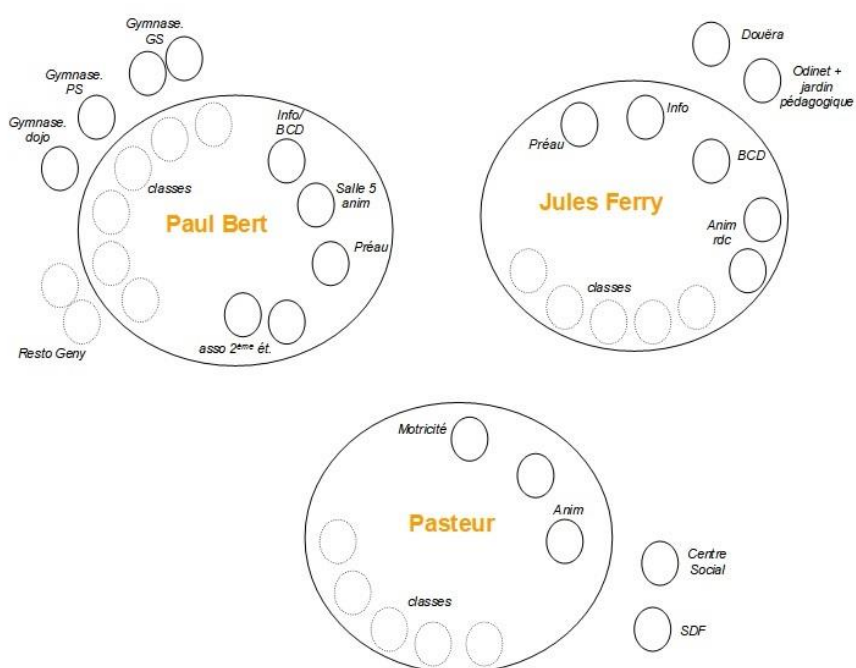 Gymnase.
GS
Gymnase.
PS
Gymnase.
dojo
Info/
BCD
classes
Salle 5
anim
Paul Bert
Préau
asso 2ème ét.
Resto Geny
Douëra
Odinet +
jardin
pédagogique
Préau
Info
BCD
Jules Ferry
Anim
rdc
classes
Motricité
Anim
Pasteur
classes
Centre
Social
SDF